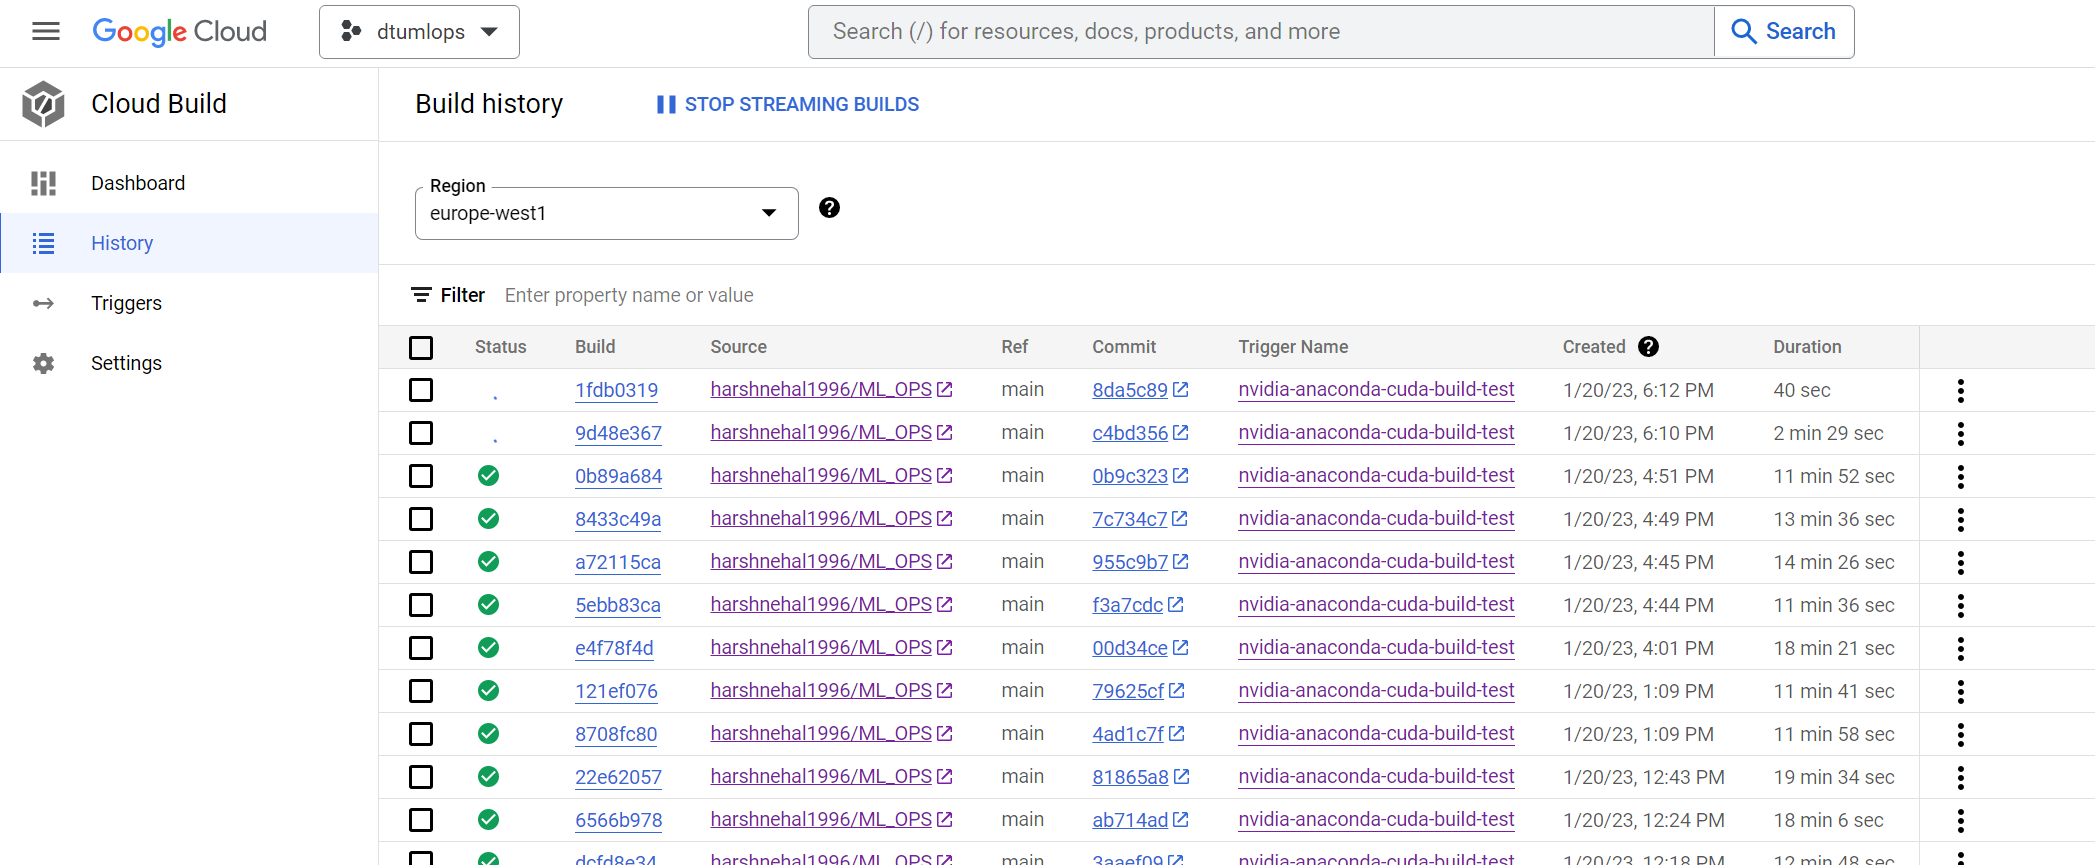 Google Cloud
dtumlops
Search (/) for resources, docs, products, and more
Search
Cloud Build
Dashboard
History
Triggers
Settings
Build history
STOP STREAMING BUILDS
Region
europe-west1
Filter Enter property name or value
Status Build Source Ref Commit Trigger Name Created Duration
1fdb0319 harshnehal1996/ML_OPS main 8da5c89 nvidia-anaconda-cuda-build-test 1/20/23, 6:12 PM 40 sec
9d48e367 harshnehal1996/ML_OPS main c4bd356 nvidia-anaconda-cuda-build-test 1/20/23, 6:10 PM 2 min 29 sec
0b89a684 harshnehal1996/ML_OPS main 0b9c323 nvidia-anaconda-cuda-build-test 1/20/23, 4:51 PM 11 min 52 sec
8433c49a harshnehal1996/ML_OPS main 7c734c7 nvidia-anaconda-cuda-build-test 1/20/23, 4:49 PM 13 min 36 sec
a72115ca harshnehal1996/ML_OPS main 955c9b7 nvidia-anaconda-cuda-build-test 1/20/23, 4:45 PM 14 min 26 sec
5ebb83ca harshnehal1996/ML_OPS main f3a7cdc nvidia-anaconda-cuda-build-test 1/20/23, 4:44 PM 11 min 36 sec
e4f78f4d harshnehal1996/ML_OPS main 00d34ce nvidia-anaconda-cuda-build-test 1/20/23, 4:01 PM 18 min 21 sec
121ef076 harshnehal1996/ML_OPS main 79625cf nvidia-anaconda-cuda-build-test 1/20/23, 1:09 PM 11 min 41 sec
8708fc80 harshnehal1996/ML_OPS main 4ad1c7f nvidia-anaconda-cuda-build-test 1/20/23, 1:09 PM 11 min 58 sec
22e62057 harshnehal1996/ML_OPS main 81865a8 nvidia-anaconda-cuda-build-test 1/20/23, 12:43 PM 19 min 34 sec
6566b978 harshnehal1996/ML_OPS main ab714ad nvidia-anaconda-cuda-build-test 1/20/23, 12:24 PM 18 min 6 sec
dcfd8e34 harshnehal1996/ML_OPS main 3aaef09 nvidia-anaconda-cuda-build-test 1/20/23, 12:18 PM 12 min 48 sec